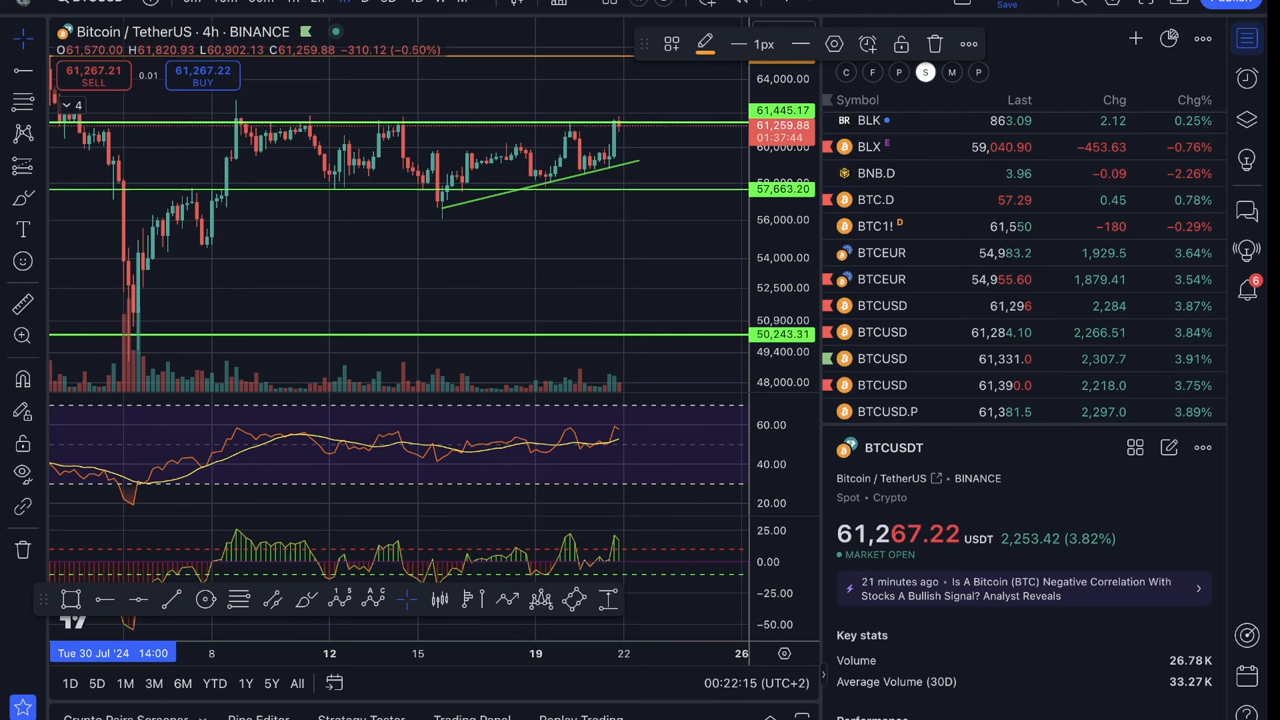 Save
Bitcoin / TetherUS · 4h · BINANCE
O61,570.00 H61,820.93 L60,902.13 C61,259.88 −310.12 (−0.50%)
61,267.21
SELL
0.01
61,267.22
BUY
4
1px
64,000.00
61,445.17
61,259.88
01:37:44
60,000.00
57,663.20
56,000.00
54,000.00
52,500.00
50,900.00
50,243.31
49,400.00
48,000.00
60.00
40.00
20.00
25.00
0.00
−25.00
−50.00
Tue 30 Jul '24 14:00
8
12
15
19
22
26
1D 5D 1M 3M 6M YTD 1Y 5Y All
00:22:15 (UTC+2)
Crypto Pairs Screener
Pine Editor
Strategy Tester
Trading Panel
Replay Trading
C F P S M P
Symbol Last Chg Chg%
BLK 863.09 2.12 0.25%
BLX E 59,040.90 −453.63 −0.76%
BNB.D 3.96 −0.09 −2.26%
BTC.D 57.29 0.45 0.78%
BTC1! D 61,550 −180 −0.29%
BTCEUR 54,983.2 1,929.5 3.64%
BTCEUR 54,955.60 1,879.41 3.54%
BTCUSD 61,296 2,284 3.87%
BTCUSD 61,284.10 2,266.51 3.84%
BTCUSD 61,331.0 2,307.7 3.91%
BTCUSD 61,390.0 2,218.0 3.75%
BTCUSD.P 61,381.5 2,297.0 3.89%
BTCUSDT
Bitcoin / TetherUS • BINANCE
Spot • Crypto
61,267.22 USDT 2,253.42 (3.82%)
MARKET OPEN
21 minutes ago • Is A Bitcoin (BTC) Negative Correlation With
Stocks A Bullish Signal? Analyst Reveals
Key stats
Volume 26.78K
Average Volume (30D) 33.27K
6